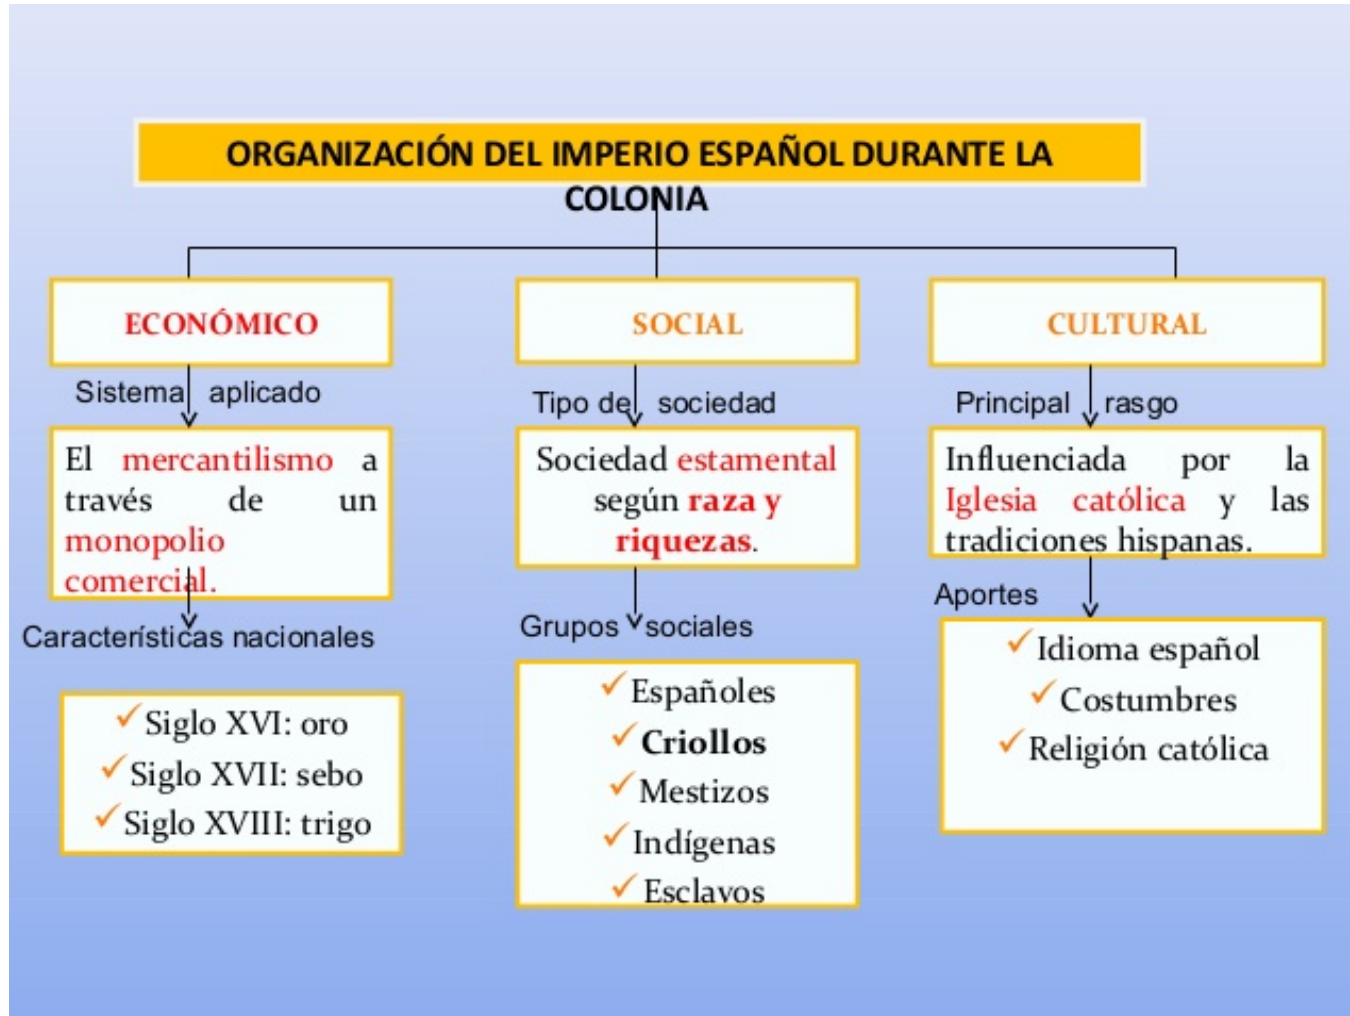 ORGANIZACIÓN DEL IMPERIO ESPAÑOL DURANTE LA
COLONIA
ECONÓMICO
Sistema aplicado
El mercantilismo a
través de un
monopolio
comercial.
Características nacionales
Siglo XVI: oro
Siglo XVII: sebo
Siglo XVIII: trigo
SOCIAL
Tipo de sociedad
Sociedad estamental
según raza y
riquezas.
Grupos sociales
Españoles
Criollos
Mestizos
Indígenas
Esclavos
CULTURAL
Principal rasgo
Influenciada por la
Iglesia católica y las
tradiciones hispanas.
Aportes
Idioma español
Costumbres
Religión católica